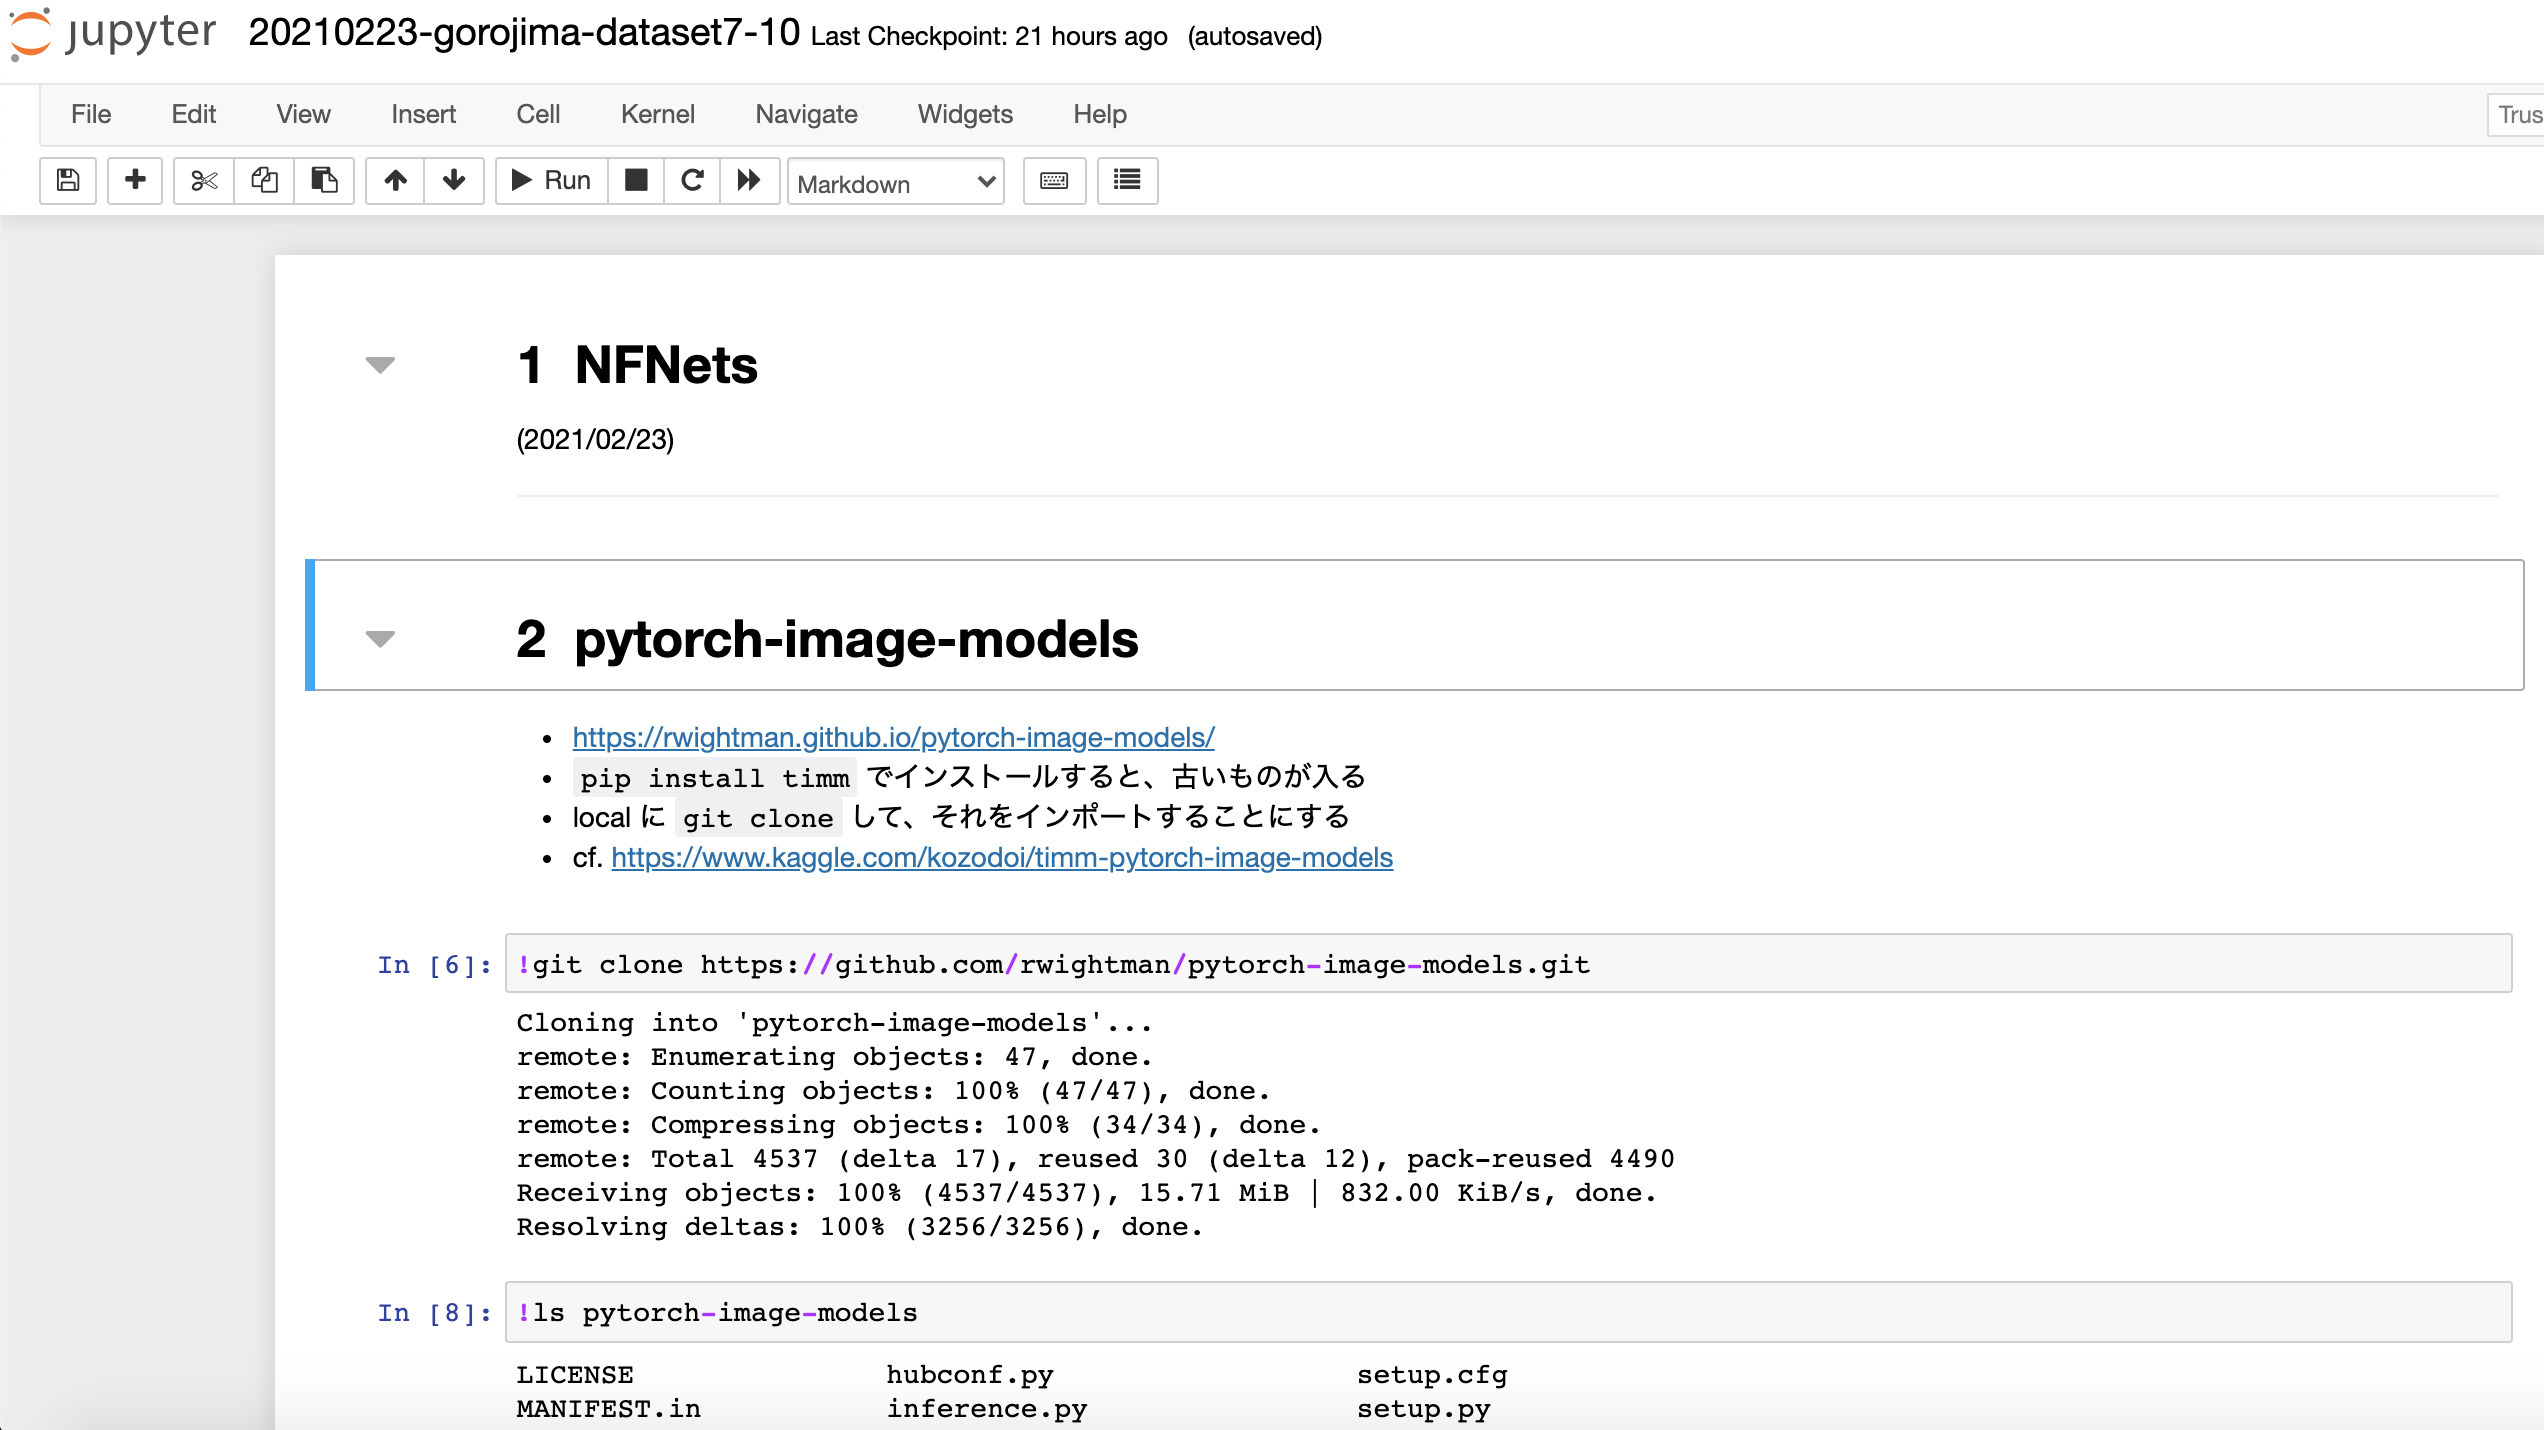 jupyter 20210223-gorojima-dataset7-10 Last Checkpoint: 21 hours ago (autosaved)
File Edit View Insert Cell Kernel Navigate Widgets Help Trus
Run Markdown
1 NFNets
(2021/02/23)
2 pytorch-image-models
• https://rwightman.github.io/pytorch-image-models/
• pip install timm でインストールすると、古いものが入る
• local に git clone して、それをインポートすることにする
• cf. https://www.kaggle.com/kozodoi/timm-pytorch-image-models
In [6]: !git clone https://github.com/rwightman/pytorch-image-models.git
Cloning into 'pytorch-image-models'...
remote: Enumerating objects: 47, done.
remote: Counting objects: 100% (47/47), done.
remote: Compressing objects: 100% (34/34), done.
remote: Total 4537 (delta 17), reused 30 (delta 12), pack-reused 4490
Receiving objects: 100% (4537/4537), 15.71 MiB | 832.00 KiB/s, done.
Resolving deltas: 100% (3256/3256), done.
In [8]: !ls pytorch-image-models
LICENSE hubconf.py setup.cfg
MANIFEST.in inference.py setup.py